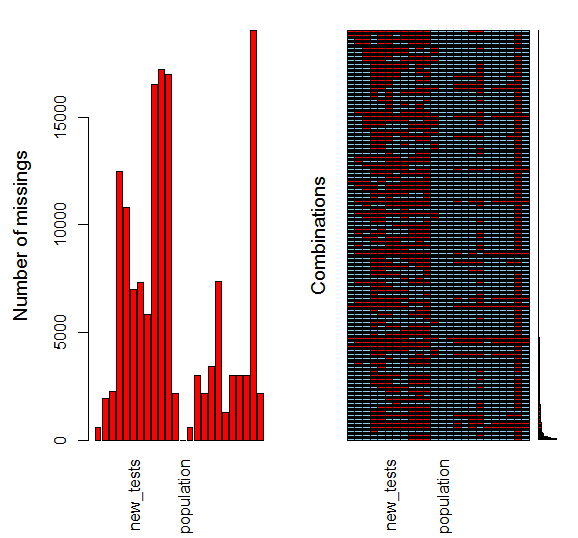 Number of missings
15000
10000
5000
0
new_tests
population
Combinations
new_tests
population